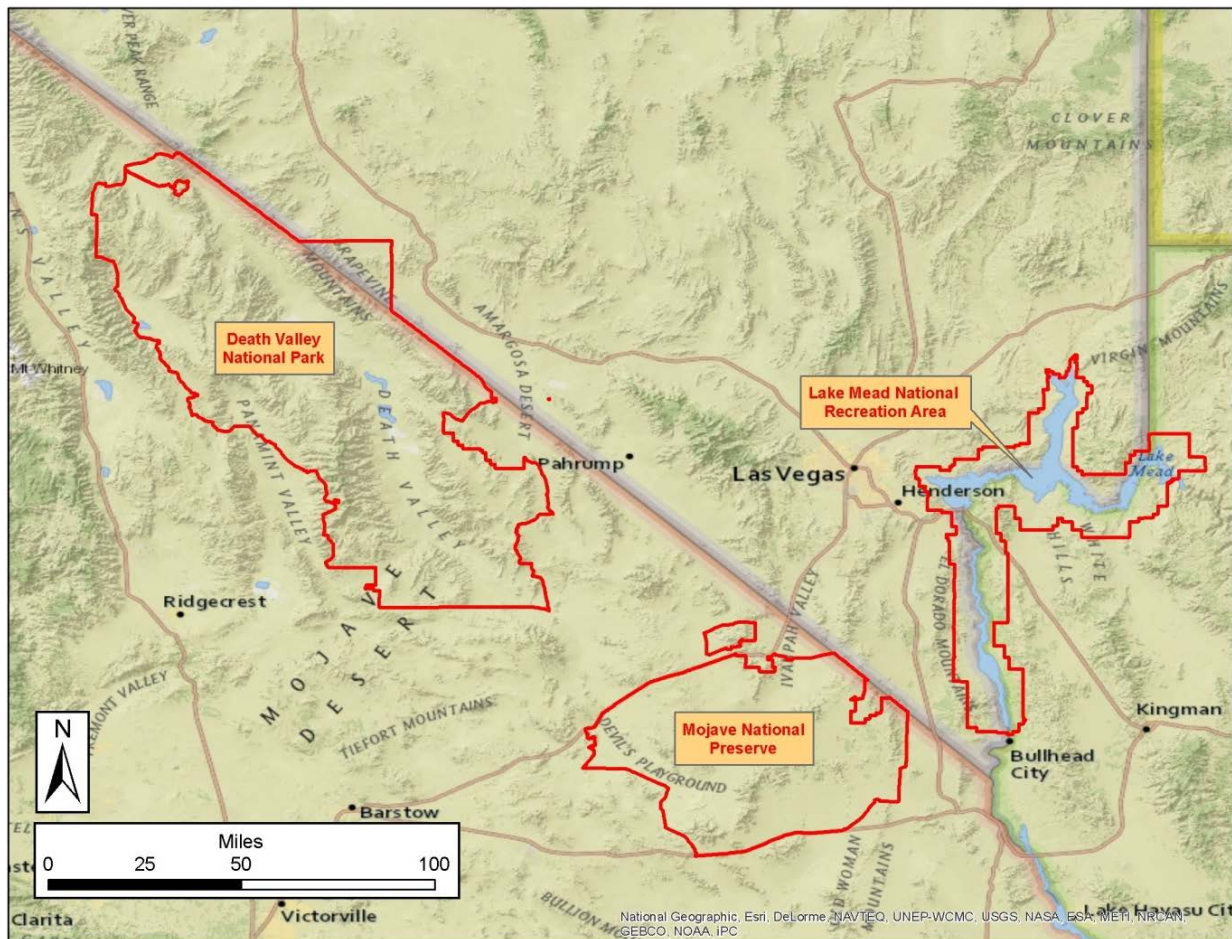 CLOVER
MOUNTAINS
GRAPEVINE
MOUNTAINS
Death Valley
National Park
AMARGOSA DESERT
VIRGIN MOUNTAINS
Mt Whitney
Lake Mead National
Recreation Area
PANAMINT VALLEY
DEATH VALLEY
Pahrump
Las Vegas
Lake
Mead
Henderson
WHITE
HILLS
EL DORADO MOUNTAINS
IVANPAH VALLEY
Ridgecrest
MOJAVE
DESERT
TIEFORT MOUNTAINS
DEVIL'S PLAYGROUND
Mojave National
Preserve
Kingman
Bullhead
City
N
Barstow
Miles
0 25 50 100
MOUNTAINS
Victorville
Clarita
Lake Havasu Cit
National Geographic, Esri, DeLorme, NAVTEQ, UNEP-WCMC, USGS, NASA, ESA, METI, NRCAN,
GEBCO, NOAA, iPC